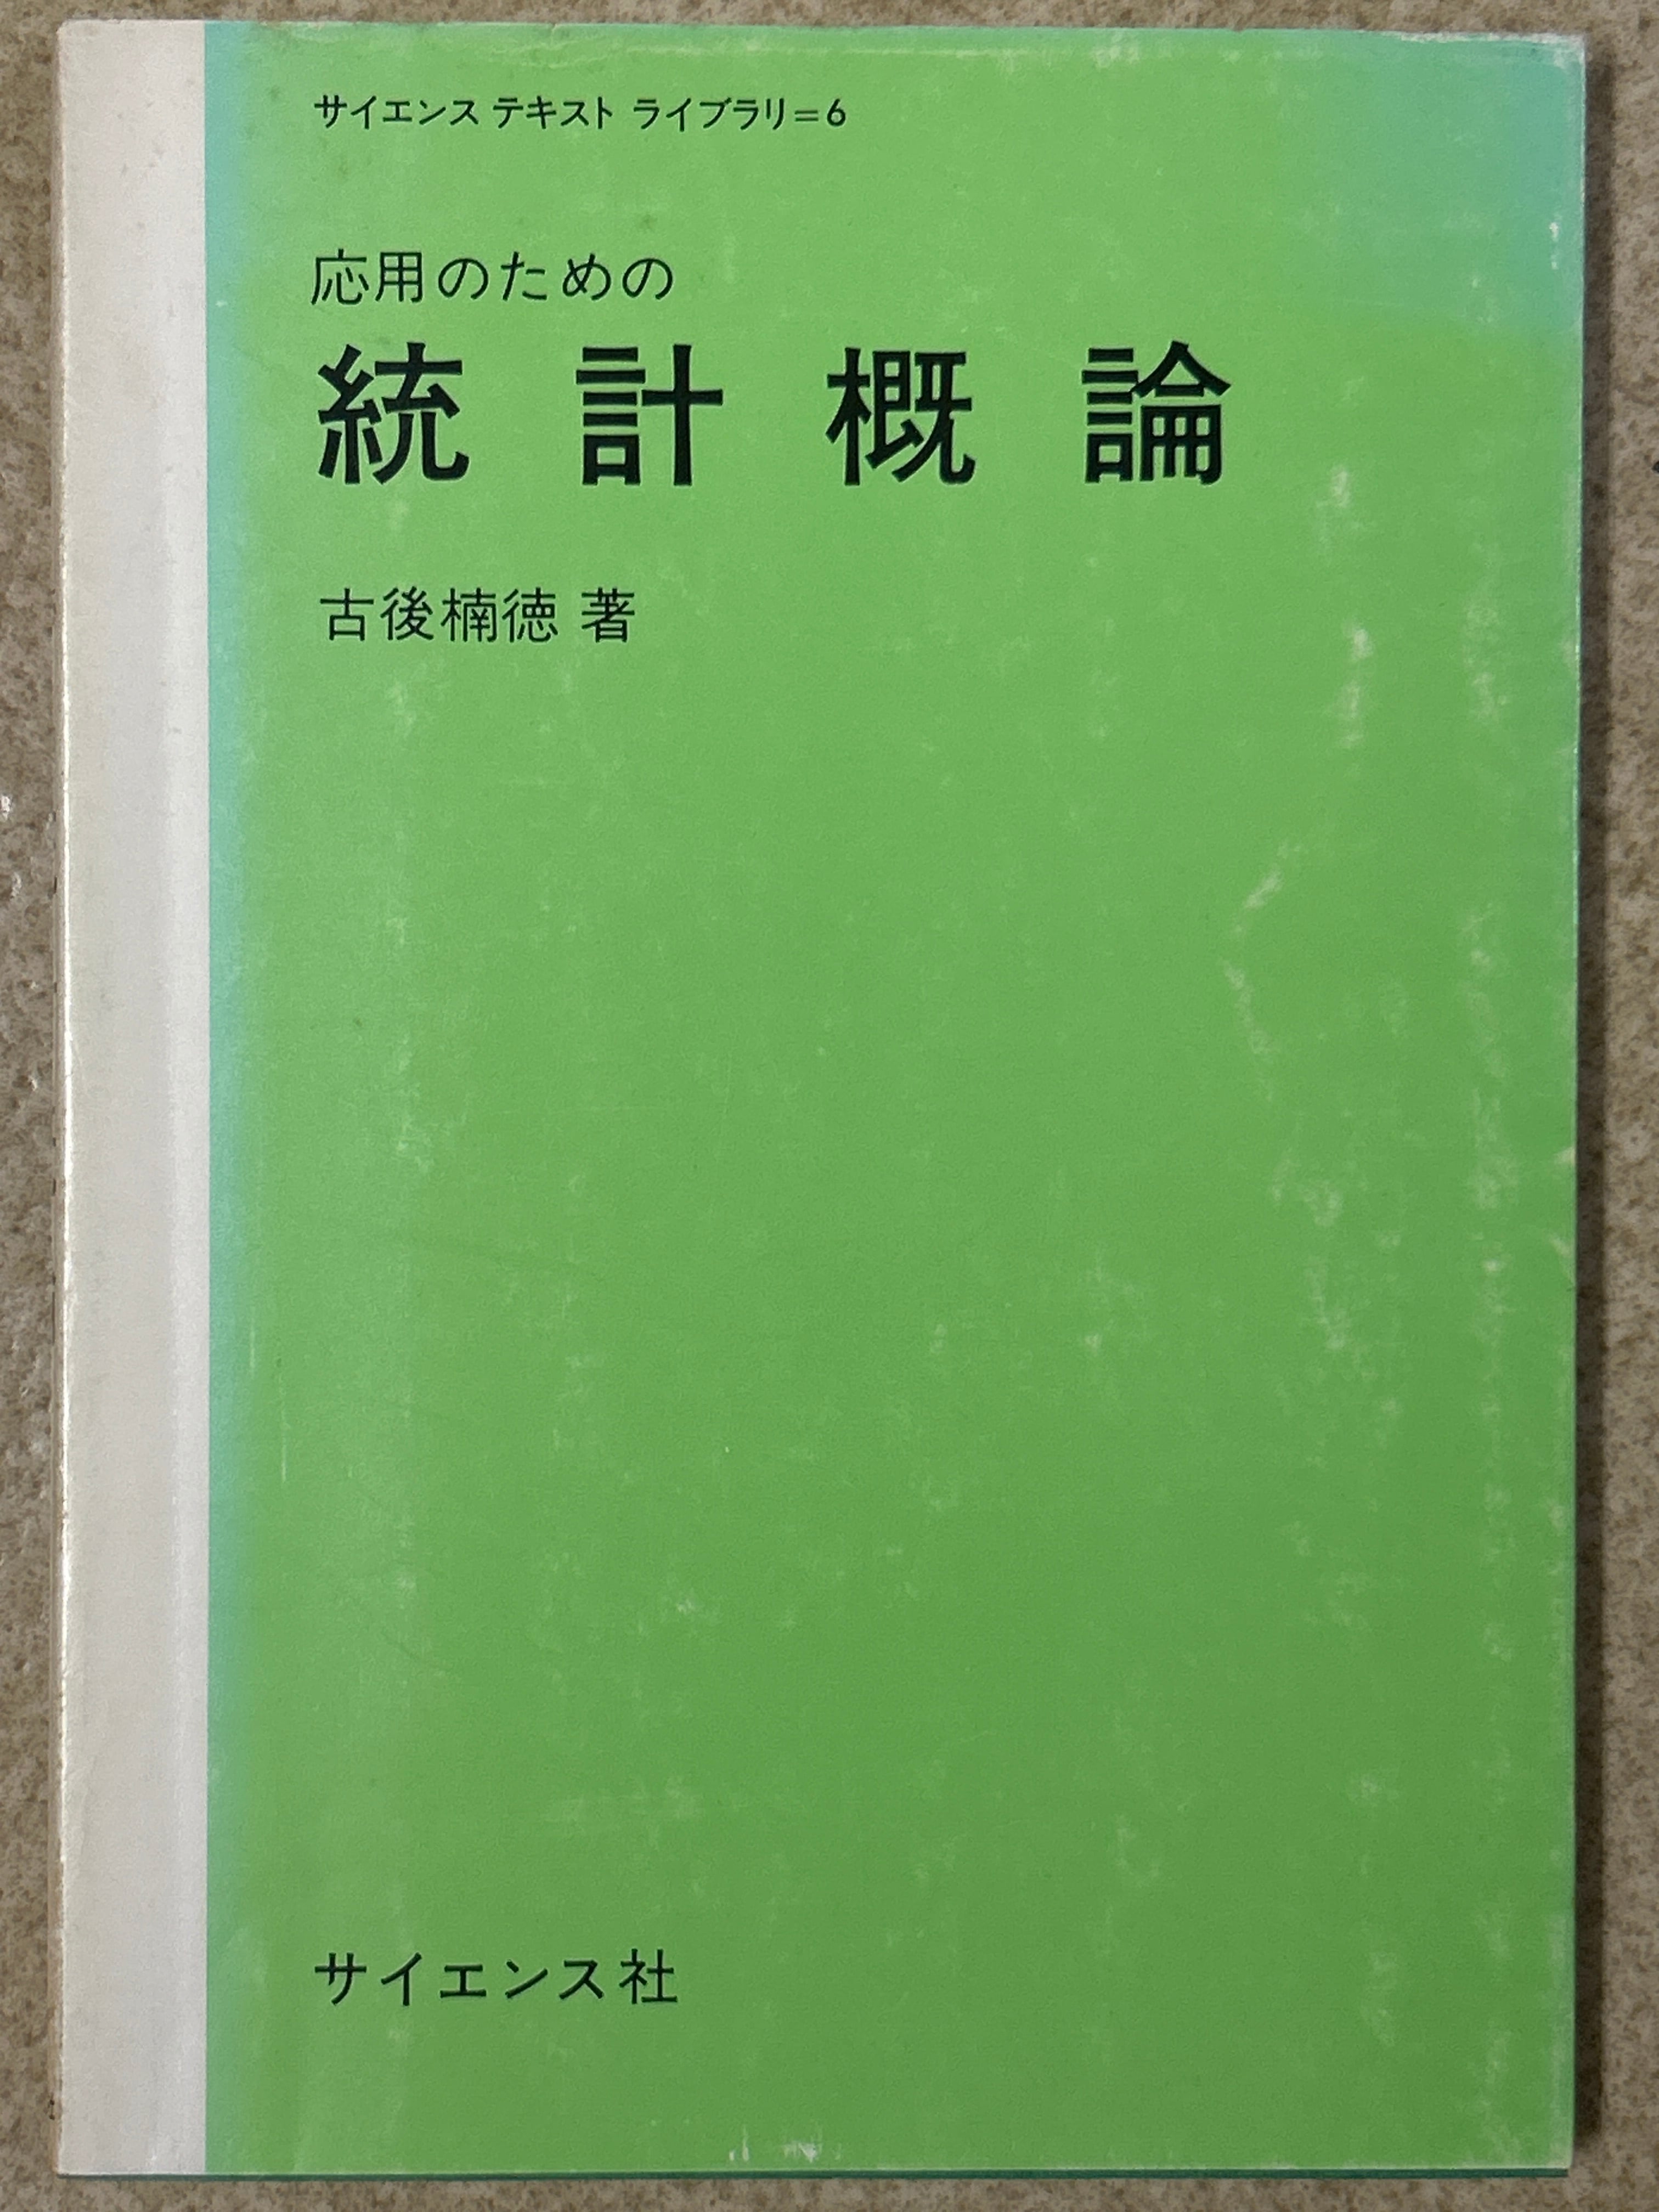 サイエンス テキスト ライブラリ=6
応用のための
統計概論
古後楠徳 著
サイエンス社